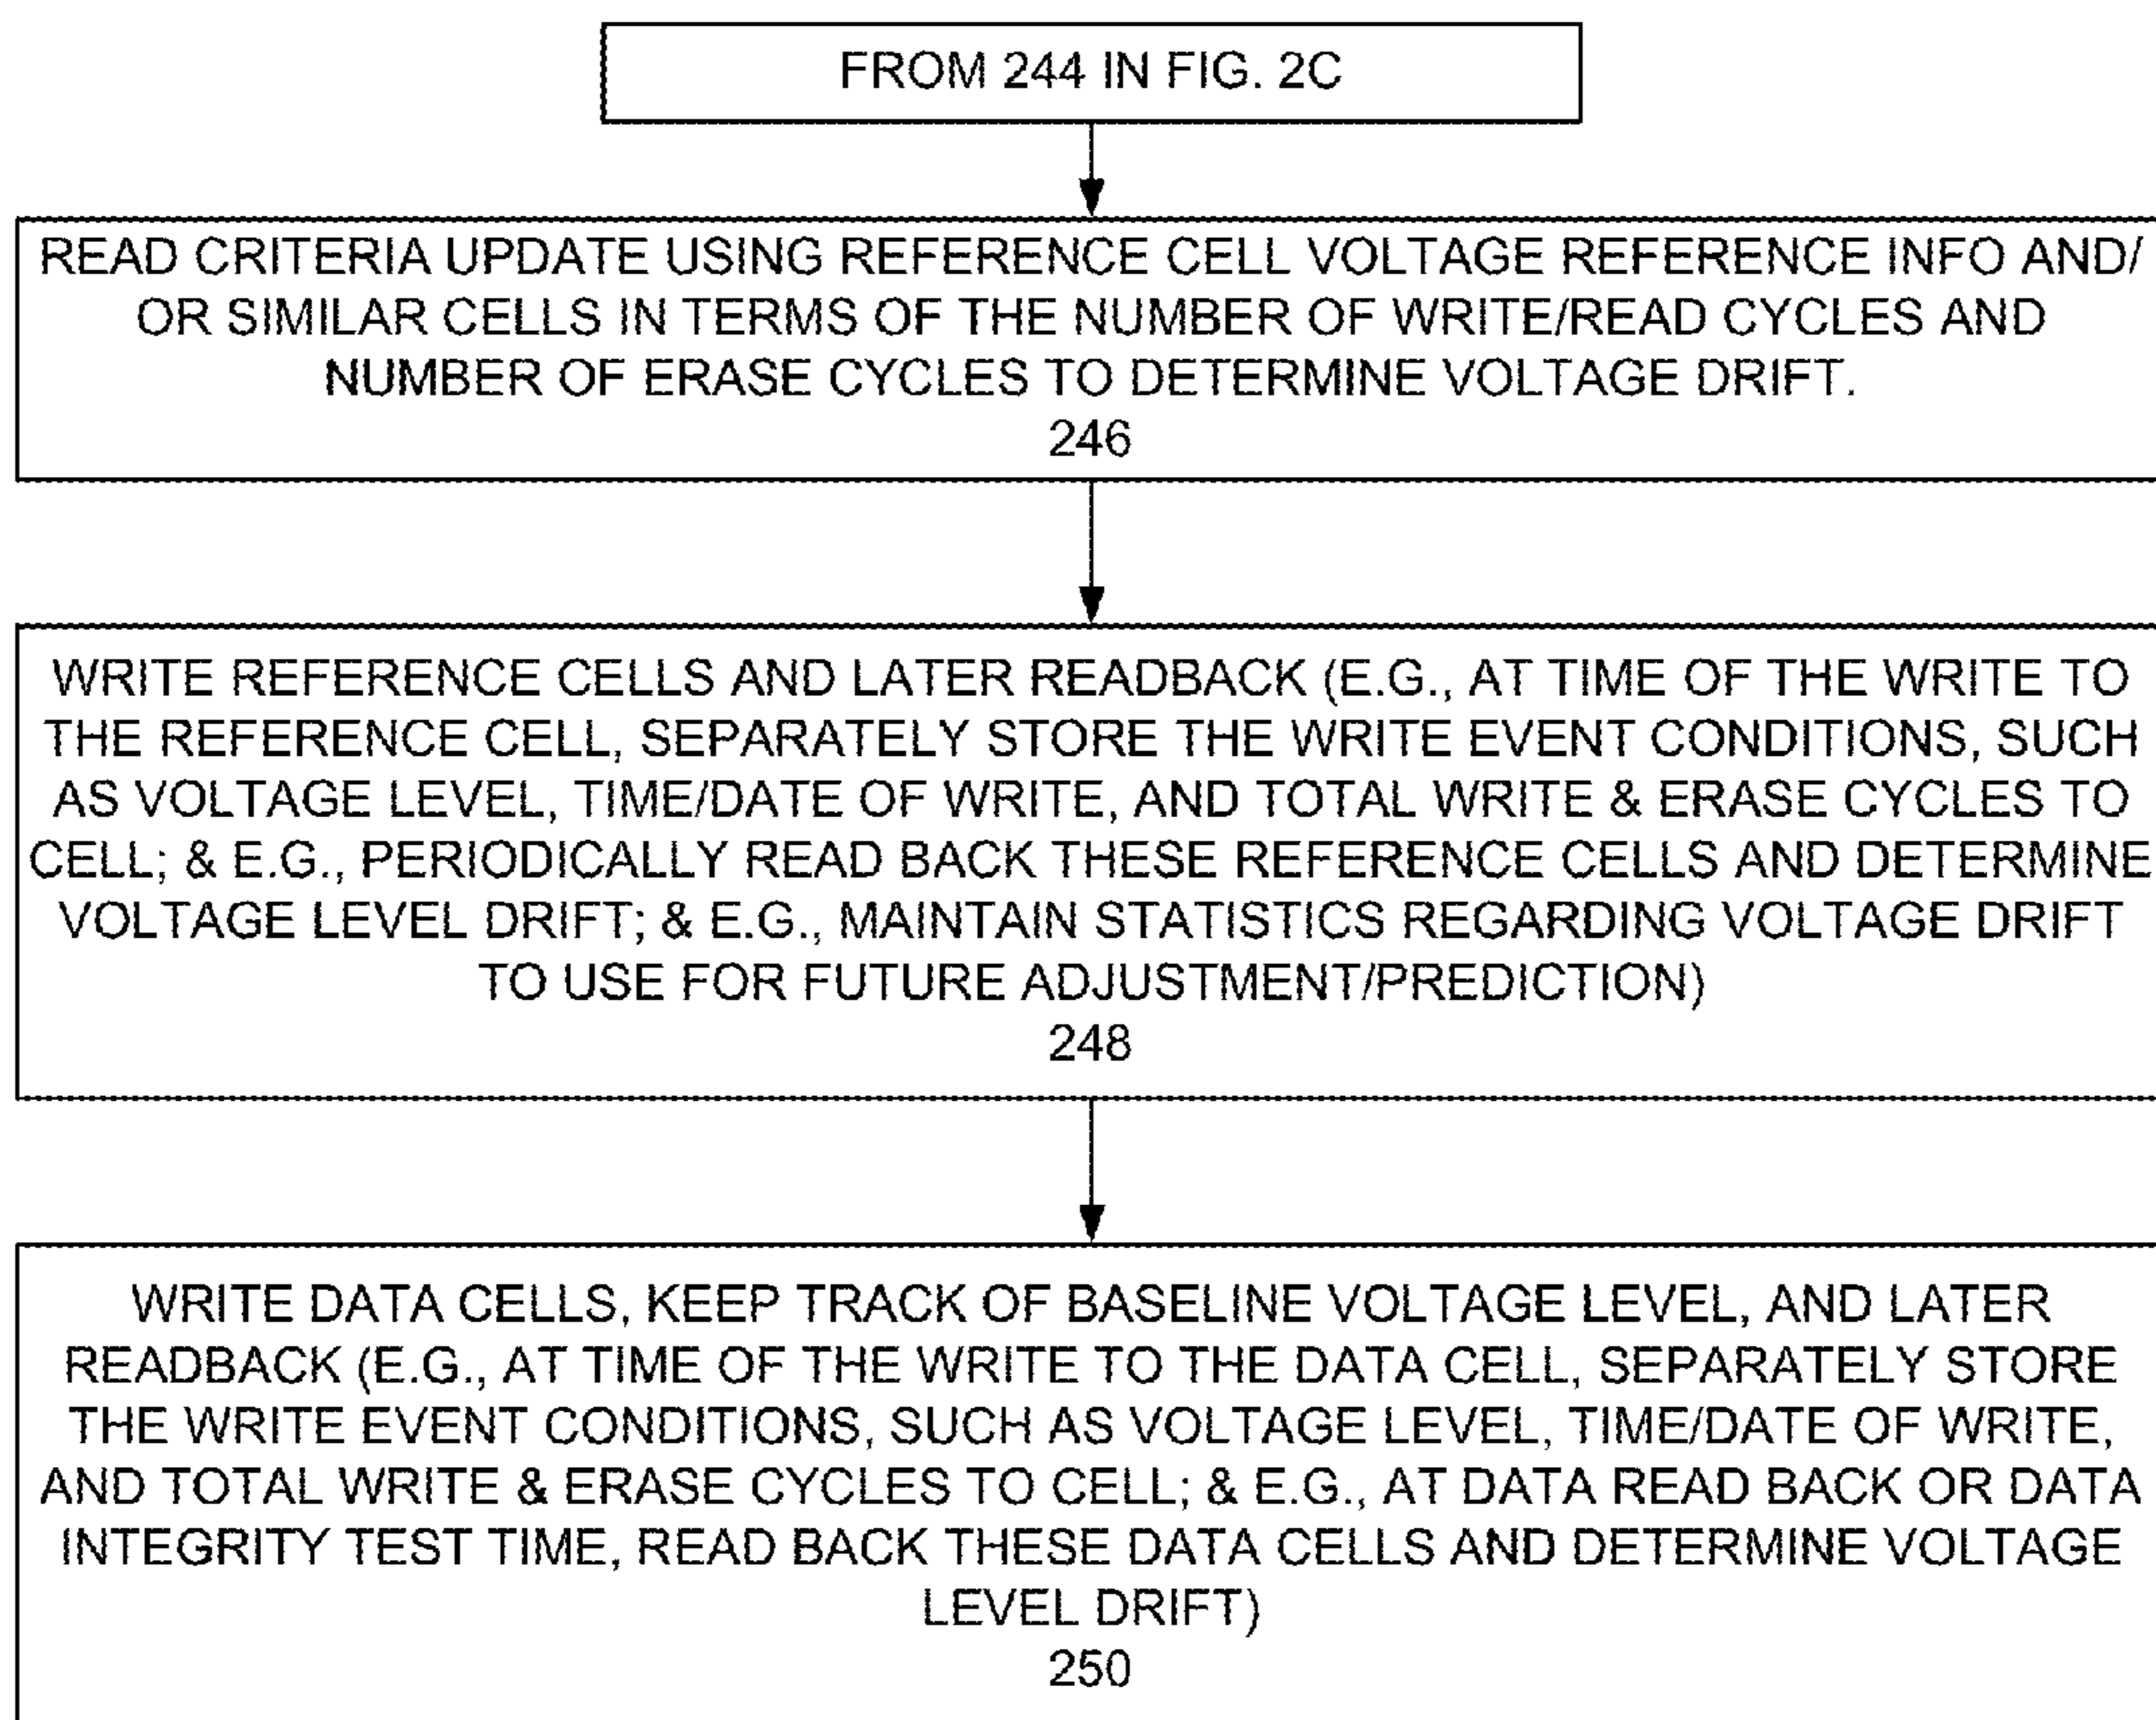 FROM 244 IN FIG. 2C
READ CRITERIA UPDATE USING REFERENCE CELL VOLTAGE REFERENCE INFO AND/
OR SIMILAR CELLS IN TERMS OF THE NUMBER OF WRITE/READ CYCLES AND
NUMBER OF ERASE CYCLES TO DETERMINE VOLTAGE DRIFT.
246
WRITE REFERENCE CELLS AND LATER READBACK (E.G., AT TIME OF THE WRITE TO
THE REFERENCE CELL, SEPARATELY STORE THE WRITE EVENT CONDITIONS, SUCH
AS VOLTAGE LEVEL, TIME/DATE OF WRITE, AND TOTAL WRITE & ERASE CYCLES TO
CELL; & E.G., PERIODICALLY READ BACK THESE REFERENCE CELLS AND DETERMINE
VOLTAGE LEVEL DRIFT; & E.G., MAINTAIN STATISTICS REGARDING VOLTAGE DRIFT
TO USE FOR FUTURE ADJUSTMENT/PREDICTION)
248
WRITE DATA CELLS, KEEP TRACK OF BASELINE VOLTAGE LEVEL, AND LATER
READBACK (E.G., AT TIME OF THE WRITE TO THE DATA CELL, SEPARATELY STORE
THE WRITE EVENT CONDITIONS, SUCH AS VOLTAGE LEVEL, TIME/DATE OF WRITE,
AND TOTAL WRITE & ERASE CYCLES TO CELL; & E.G., AT DATA READ BACK OR DATA
INTEGRITY TEST TIME, READ BACK THESE DATA CELLS AND DETERMINE VOLTAGE
LEVEL DRIFT)
250